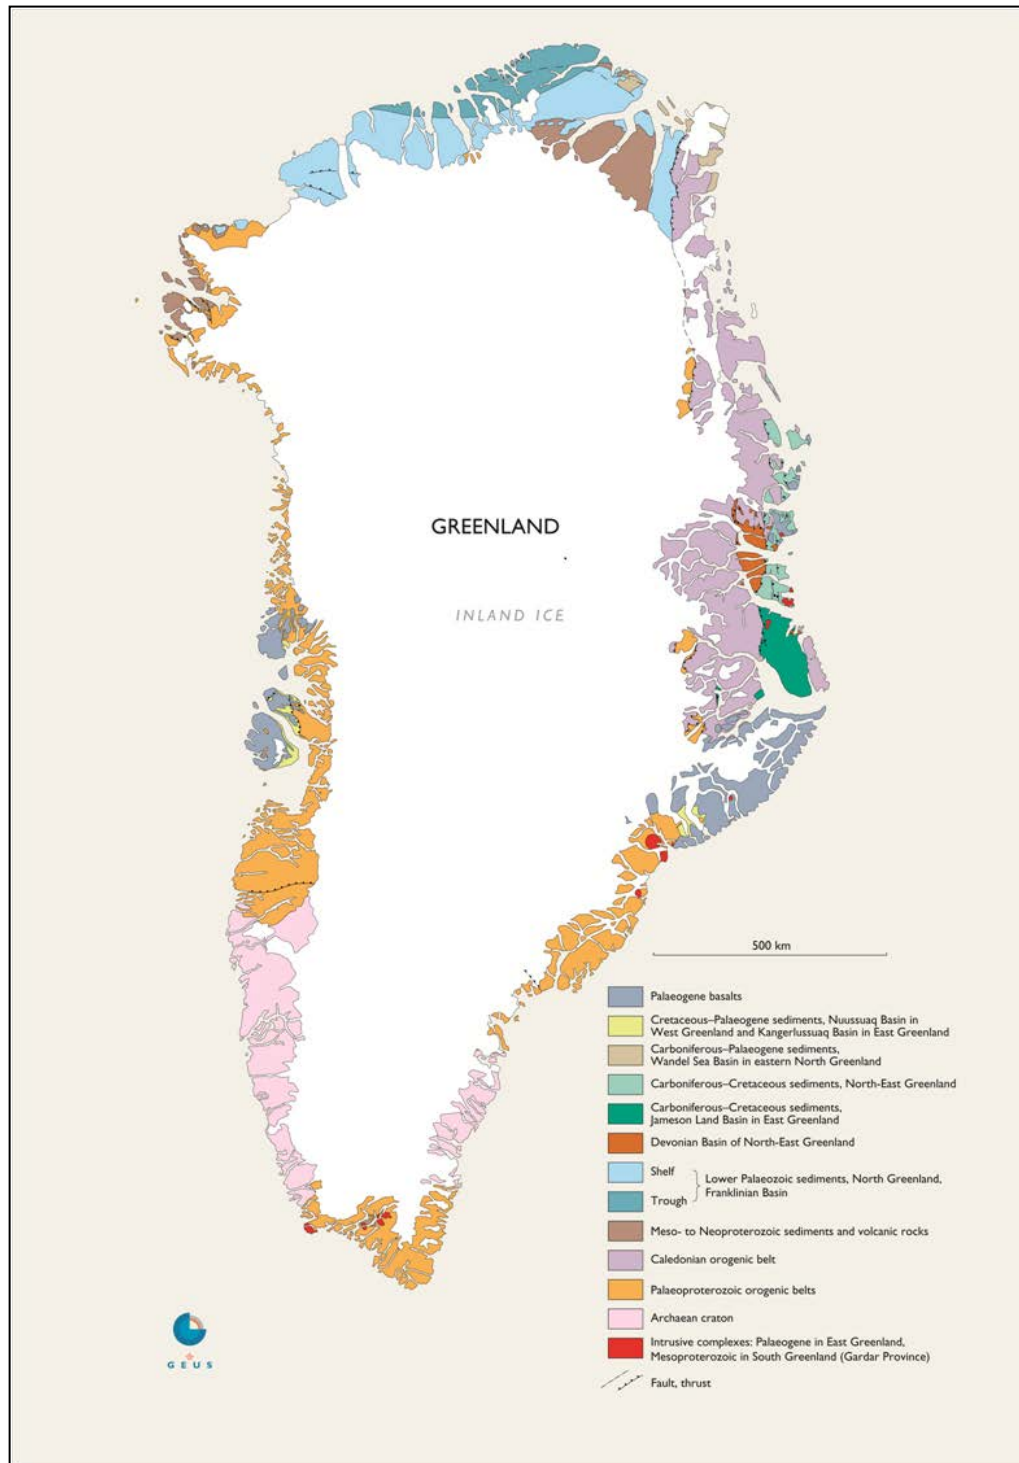 GREENLAND
INLAND ICE
500 km
Palaeogene basalts
Cretaceous–Palaeogene sediments, Nuussuaq Basin in
West Greenland and Kangerlussuaq Basin in East Greenland
Carboniferous–Palaeogene sediments,
Wandel Sea Basin in eastern North Greenland
Carboniferous–Cretaceous sediments, North-East Greenland
Carboniferous–Cretaceous sediments,
Jameson Land Basin in East Greenland
Devonian Basin of North-East Greenland
Shelf
Lower Palaeozoic sediments, North Greenland,
Franklinian Basin
Trough
Meso- to Neoproterozoic sediments and volcanic rocks
Caledonian orogenic belt
Palaeoproterozoic orogenic belts
Archaean craton
Intrusive complexes: Palaeogene in East Greenland,
Mesoproterozoic in South Greenland (Gardar Province)
Fault, thrust
GEUS